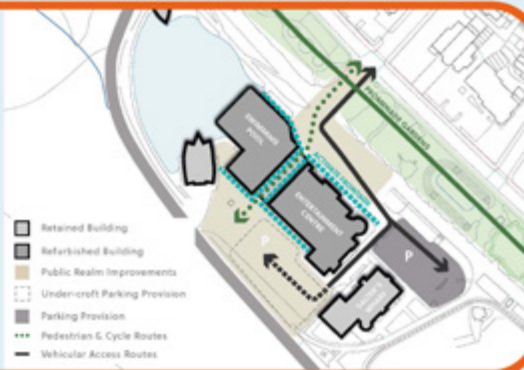 SWIMMING
POOL
ENTERTAINMENT
CENTRE
PROMENADE GARDENS
P
P
Retained Building
Refurbished Building
Public Realm Improvements
Under-croft Parking Provision
Parking Provision
Pedestrian & Cycle Routes
Vehicular Access Routes